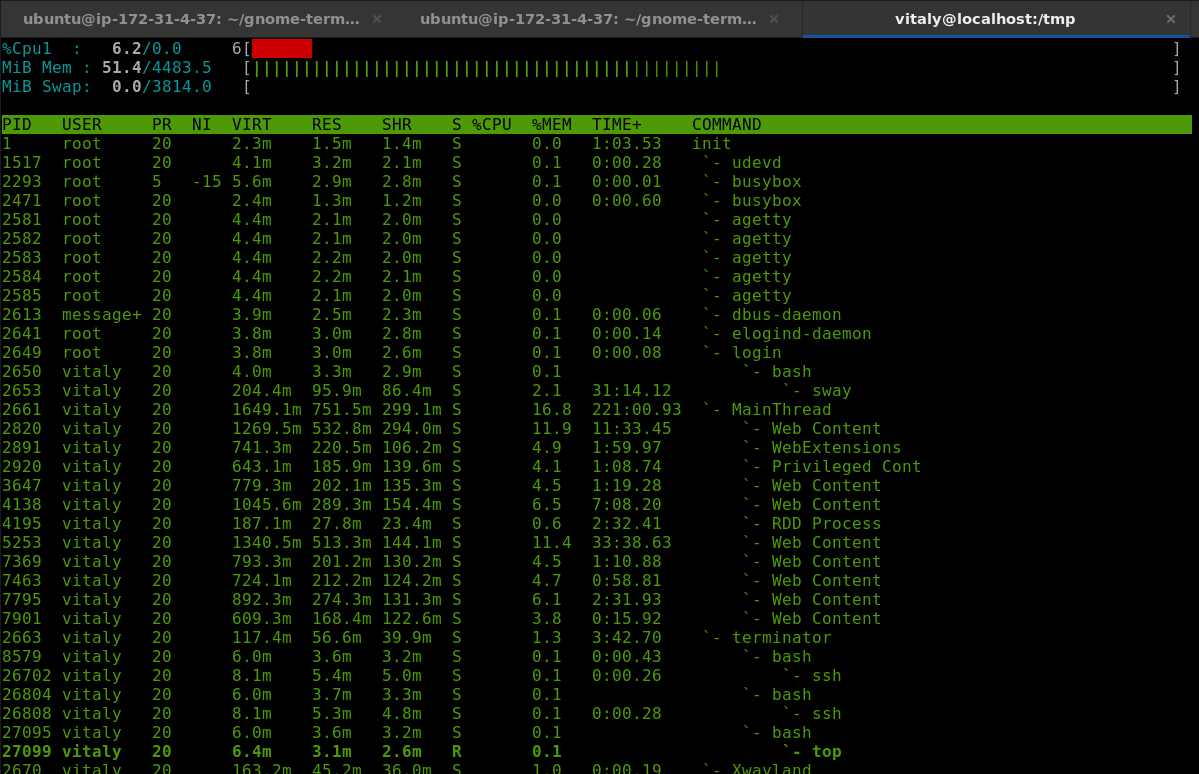 ubuntu@ip-172-31-4-37: ~/gnome-term... × ubuntu@ip-172-31-4-37: ~/gnome-term... × vitaly@localhost:/tmp ×
%Cpu1  :   6.2/0.0     6[                                                                                            ]
MiB Mem : 51.4/4483.5   [|||||||||||||||||||||||||||||||||||||||||||||||                                             ]
MiB Swap:  0.0/3814.0   [                                                                                            ]
PID   USER     PR  NI  VIRT    RES    SHR    S %CPU  %MEM  TIME+     COMMAND
1     root     20      2.3m    1.5m   1.4m   S       0.0   1:03.53   init
1517  root     20      4.1m    3.2m   2.1m   S       0.1   0:00.28    `- udevd
2293  root     5   -15 5.6m    2.9m   2.8m   S       0.1   0:00.01    `- busybox
2471  root     20      2.4m    1.3m   1.2m   S       0.0   0:00.60    `- busybox
2581  root     20      4.4m    2.1m   2.0m   S       0.0              `- agetty
2582  root     20      4.4m    2.1m   2.0m   S       0.0              `- agetty
2583  root     20      4.4m    2.2m   2.0m   S       0.0              `- agetty
2584  root     20      4.4m    2.2m   2.1m   S       0.0              `- agetty
2585  root     20      4.4m    2.1m   2.0m   S       0.0              `- agetty
2613  message+ 20      3.9m    2.5m   2.3m   S       0.1   0:00.06    `- dbus-daemon
2641  root     20      3.8m    3.0m   2.8m   S       0.1   0:00.14    `- elogind-daemon
2649  root     20      3.8m    3.0m   2.6m   S       0.1   0:00.08    `- login
2650  vitaly   20      4.0m    3.3m   2.9m   S       0.1                  `- bash
2653  vitaly   20      204.4m  95.9m  86.4m  S       2.1   31:14.12           `- sway
2661  vitaly   20      1649.1m 751.5m 299.1m S       16.8  221:00.93  `- MainThread
2820  vitaly   20      1269.5m 532.8m 294.0m S       11.9  11:33.45       `- Web Content
2891  vitaly   20      741.3m  220.5m 106.2m S       4.9   1:59.97        `- WebExtensions
2920  vitaly   20      643.1m  185.9m 139.6m S       4.1   1:08.74        `- Privileged Cont
3647  vitaly   20      779.3m  202.1m 135.3m S       4.5   1:19.28        `- Web Content
4138  vitaly   20      1045.6m 289.3m 154.4m S       6.5   7:08.20        `- Web Content
4195  vitaly   20      187.1m  27.8m  23.4m  S       0.6   2:32.41        `- RDD Process
5253  vitaly   20      1340.5m 513.3m 144.1m S       11.4  33:38.63       `- Web Content
7369  vitaly   20      793.3m  201.2m 130.2m S       4.5   1:10.88        `- Web Content
7463  vitaly   20      724.1m  212.2m 124.2m S       4.7   0:58.81        `- Web Content
7795  vitaly   20      892.3m  274.3m 131.3m S       6.1   2:31.93        `- Web Content
7901  vitaly   20      609.3m  168.4m 122.6m S       3.8   0:15.92        `- Web Content
2663  vitaly   20      117.4m  56.6m  39.9m  S       1.3   3:42.70    `- terminator
8579  vitaly   20      6.0m    3.6m   3.2m   S       0.1   0:00.43        `- bash
26702 vitaly   20      8.1m    5.4m   5.0m   S       0.1   0:00.26            `- ssh
26804 vitaly   20      6.0m    3.7m   3.3m   S       0.1                  `- bash
26808 vitaly   20      8.1m    5.3m   4.8m   S       0.1   0:00.28            `- ssh
27095 vitaly   20      6.0m    3.6m   3.2m   S       0.1                  `- bash
27099 vitaly   20      6.4m    3.1m   2.6m   R       0.1                      `- top
2670  vitaly   20      163.2m  45.2m  36.0m  S       1.0   0:00.19    `- Xwayland